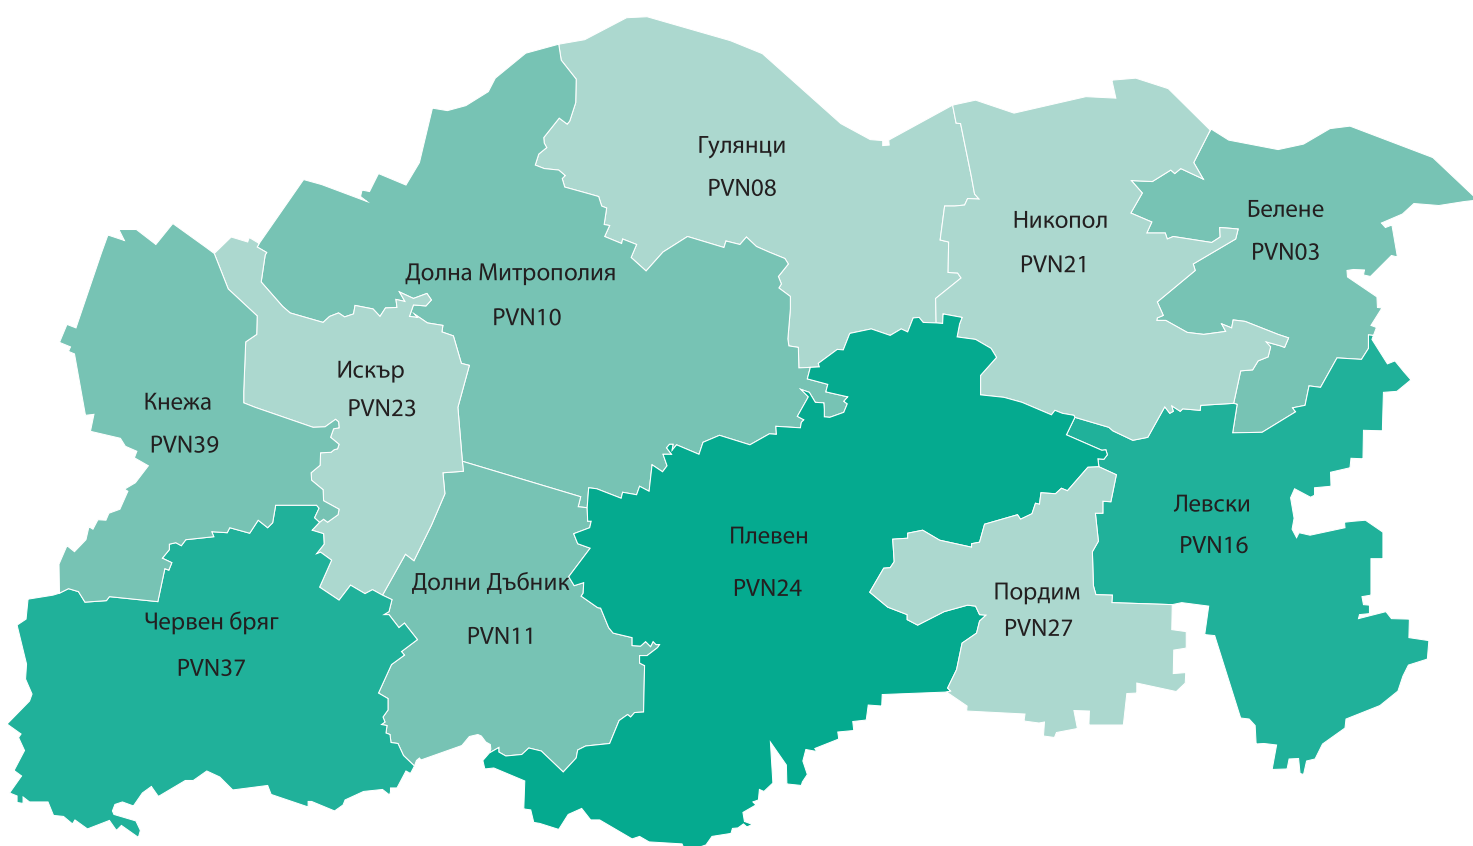 Гулянци
PVN08
Никопол
PVN21
Белене
PVN03
Долна Митрополия
PVN10
Искър
PVN23
Кнежа
PVN39
Левски
PVN16
Плевен
PVN24
Долни Дъбник
PVN11
Пордим
PVN27
Червен бряг
PVN37